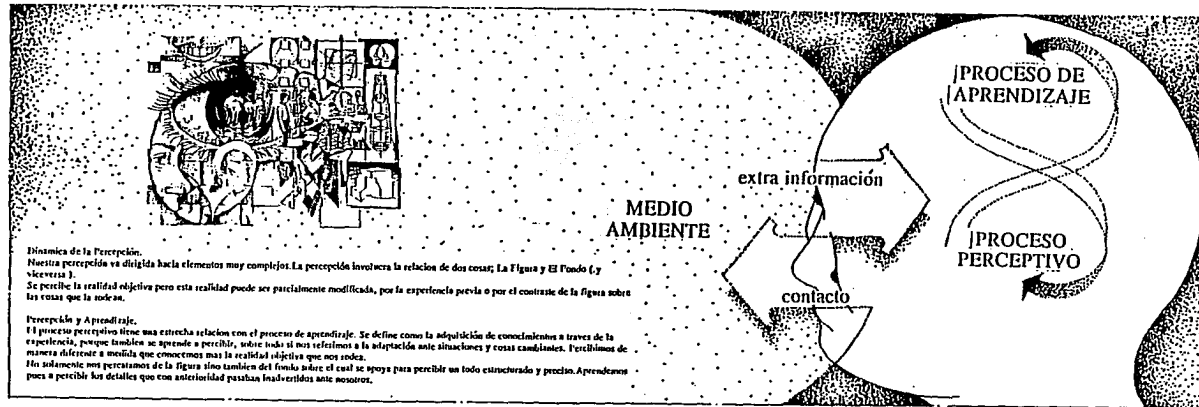 Dinamica de la Percepción.
Nuestra percepción va dirigida hacia elementos muy complejos. La percepción involucra la relacion de dos cosas; La Figura y El Fondo (.y
viceversa ).
Se percibe la realidad objetiva pero esta realidad puede ser parcialmente modificada, por la experiencia previa o por el contraste de la figura sobre
las cosas que la rodean.
Percepción y Aprendizaje.
El proceso perceptivo tiene una estrecha relacion con el proceso de aprendizaje. Se define como la adquisición de conocimientos a traves de la
experiencia, porque tambien se aprende a percibir, sobre todo si nos referimos a la adaptación ante situaciones y cosas cambiantes. Percibimos de
manera diferente a medida que conocemos mas la realidad objetiva que nos rodea.
No solamente nos percatamos de la figura sino tambien del fondo sobre el cual se apoya para percibir un todo estructurado y preciso. Aprendemos
pues a percibir los detalles que con anterioridad pasaban inadvertidos ante nosotros.
MEDIO
AMBIENTE
extra información
contacto
PROCESO DE
APRENDIZAJE
PROCESO
PERCEPTIVO